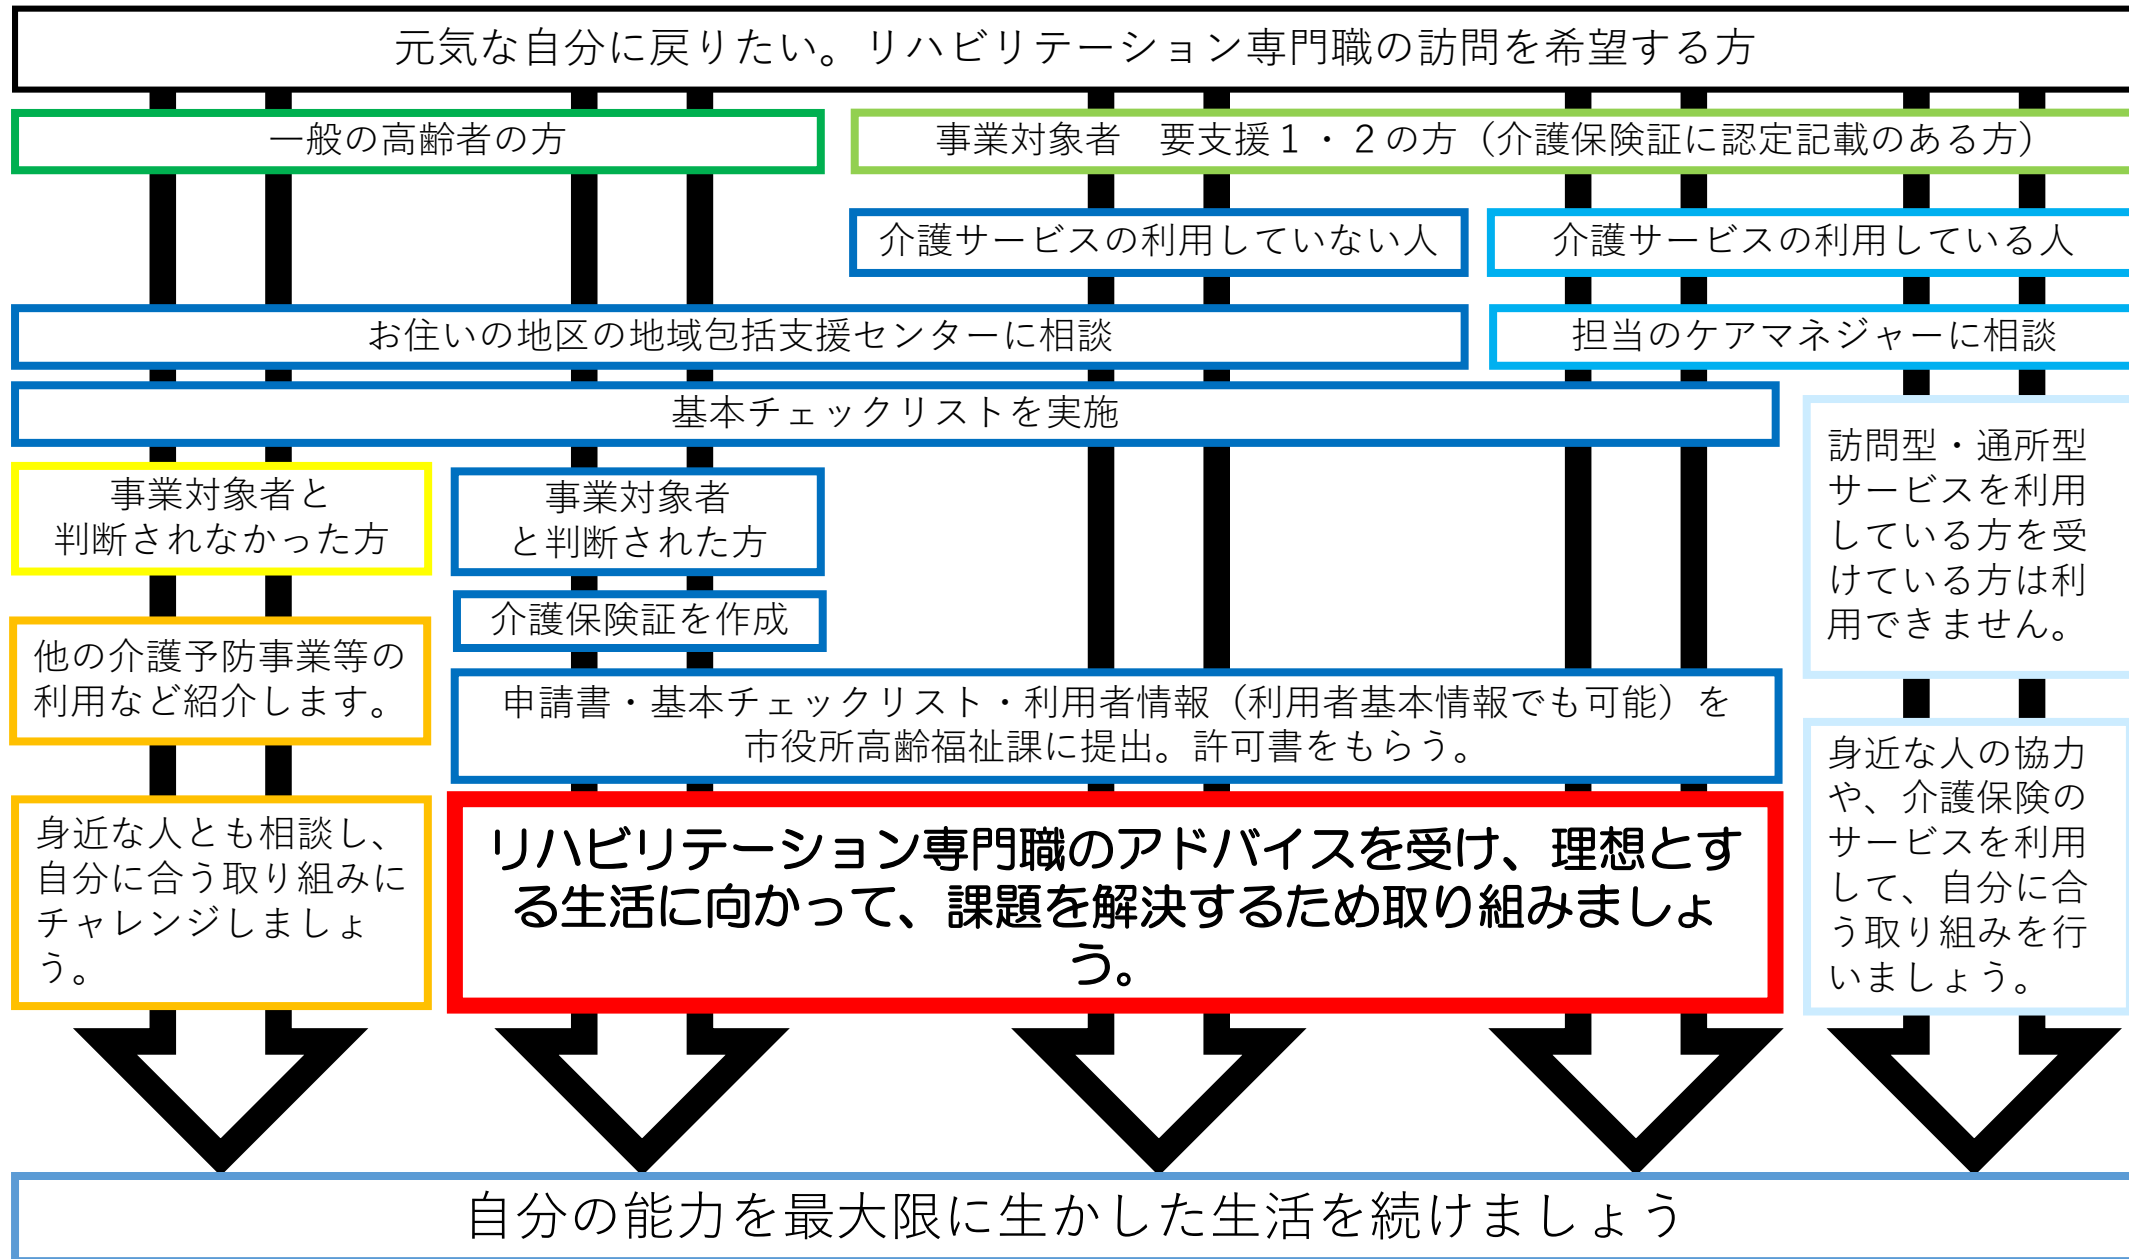 元気な自分に戻りたい。リハビリテーション専門職の訪問を希望する方
一般の高齢者の方
事業対象者　要支援１・２の方（介護保険証に認定記載のある方）
介護サービスの利用していない人
介護サービスの利用している人
お住いの地区の地域包括支援センターに相談
担当のケアマネジャーに相談
基本チェックリストを実施
事業対象者と
判断されなかった方
事業対象者
と判断された方
訪問型・通所型
サービスを利用
している方を受
けている方は利
用できません。
介護保険証を作成
他の介護予防事業等の
利用など紹介します。
申請書・基本チェックリスト・利用者情報（利用者基本情報でも可能）を
市役所高齢福祉課に提出。許可書をもらう。
身近な人とも相談し、
自分に合う取り組みに
チャレンジしましょ
う。
リハビリテーション専門職のアドバイスを受け、理想とす
る生活に向かって、課題を解決するため取り組みましょ
う。
身近な人の協力
や、介護保険の
サービスを利用
して、自分に合
う取り組みを行
いましょう。
自分の能力を最大限に生かした生活を続けましょう